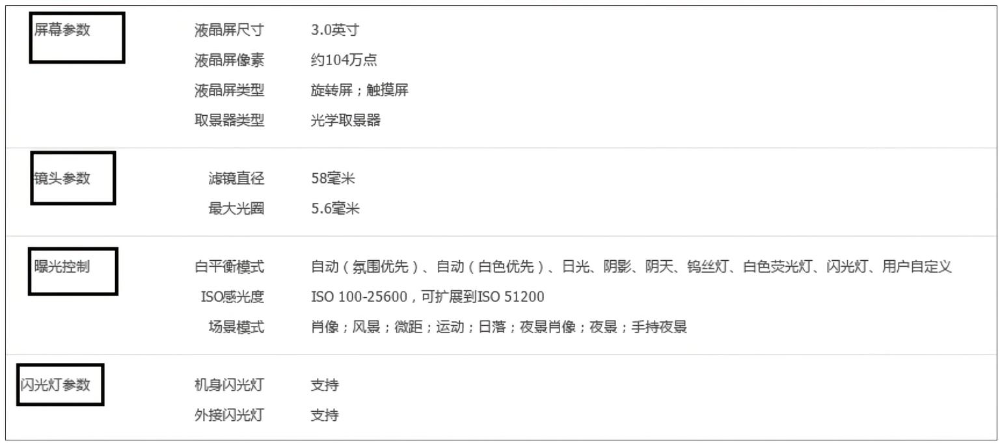 屏幕参数 液晶屏尺寸 3.0英寸
液晶屏像素 约104万点
液晶屏类型 旋转屏；触摸屏
取景器类型 光学取景器
镜头参数 滤镜直径 58毫米
最大光圈 5.6毫米
曝光控制 白平衡模式 自动（氛围优先）、自动（白色优先）、日光、阴影、阴天、钨丝灯、白色荧光灯、闪光灯、用户自定义
ISO感光度 ISO 100-25600，可扩展到ISO 51200
场景模式 肖像；风景；微距；运动；日落；夜景肖像；夜景；手持夜景
闪光灯参数 机身闪光灯 支持
外接闪光灯 支持